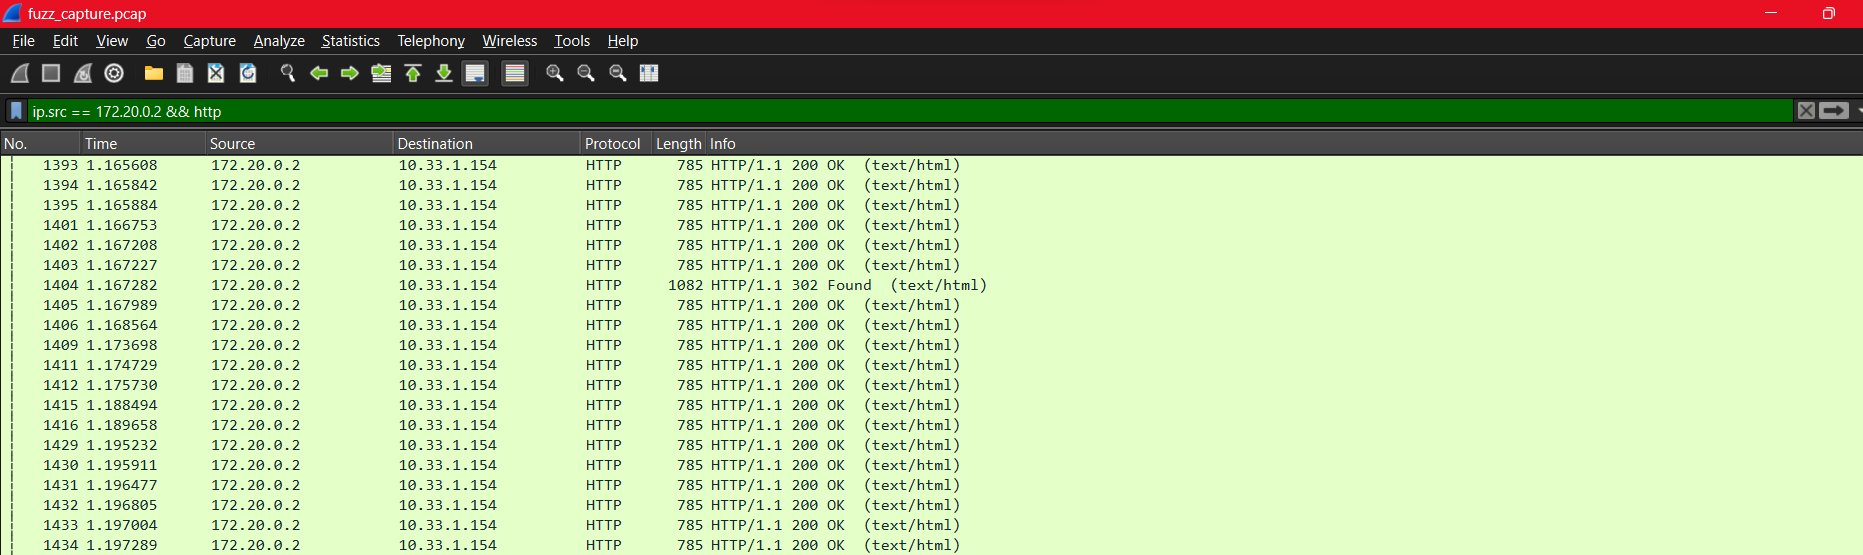 fuzz_capture.pcap
File Edit View Go Capture Analyze Statistics Telephony Wireless Tools Help
ip.src == 172.20.0.2 && http
No. Time Source Destination Protocol Length Info
1393 1.165608 172.20.0.2 10.33.1.154 HTTP 785 HTTP/1.1 200 OK (text/html)
1394 1.165842 172.20.0.2 10.33.1.154 HTTP 785 HTTP/1.1 200 OK (text/html)
1395 1.165884 172.20.0.2 10.33.1.154 HTTP 785 HTTP/1.1 200 OK (text/html)
1401 1.166753 172.20.0.2 10.33.1.154 HTTP 785 HTTP/1.1 200 OK (text/html)
1402 1.167208 172.20.0.2 10.33.1.154 HTTP 785 HTTP/1.1 200 OK (text/html)
1403 1.167227 172.20.0.2 10.33.1.154 HTTP 785 HTTP/1.1 200 OK (text/html)
1404 1.167282 172.20.0.2 10.33.1.154 HTTP 1082 HTTP/1.1 302 Found (text/html)
1405 1.167989 172.20.0.2 10.33.1.154 HTTP 785 HTTP/1.1 200 OK (text/html)
1406 1.168564 172.20.0.2 10.33.1.154 HTTP 785 HTTP/1.1 200 OK (text/html)
1409 1.173698 172.20.0.2 10.33.1.154 HTTP 785 HTTP/1.1 200 OK (text/html)
1411 1.174729 172.20.0.2 10.33.1.154 HTTP 785 HTTP/1.1 200 OK (text/html)
1412 1.175730 172.20.0.2 10.33.1.154 HTTP 785 HTTP/1.1 200 OK (text/html)
1415 1.188494 172.20.0.2 10.33.1.154 HTTP 785 HTTP/1.1 200 OK (text/html)
1416 1.189658 172.20.0.2 10.33.1.154 HTTP 785 HTTP/1.1 200 OK (text/html)
1429 1.195232 172.20.0.2 10.33.1.154 HTTP 785 HTTP/1.1 200 OK (text/html)
1430 1.195911 172.20.0.2 10.33.1.154 HTTP 785 HTTP/1.1 200 OK (text/html)
1431 1.196477 172.20.0.2 10.33.1.154 HTTP 785 HTTP/1.1 200 OK (text/html)
1432 1.196805 172.20.0.2 10.33.1.154 HTTP 785 HTTP/1.1 200 OK (text/html)
1433 1.197004 172.20.0.2 10.33.1.154 HTTP 785 HTTP/1.1 200 OK (text/html)
1434 1.197289 172.20.0.2 10.33.1.154 HTTP 785 HTTP/1.1 200 OK (text/html)